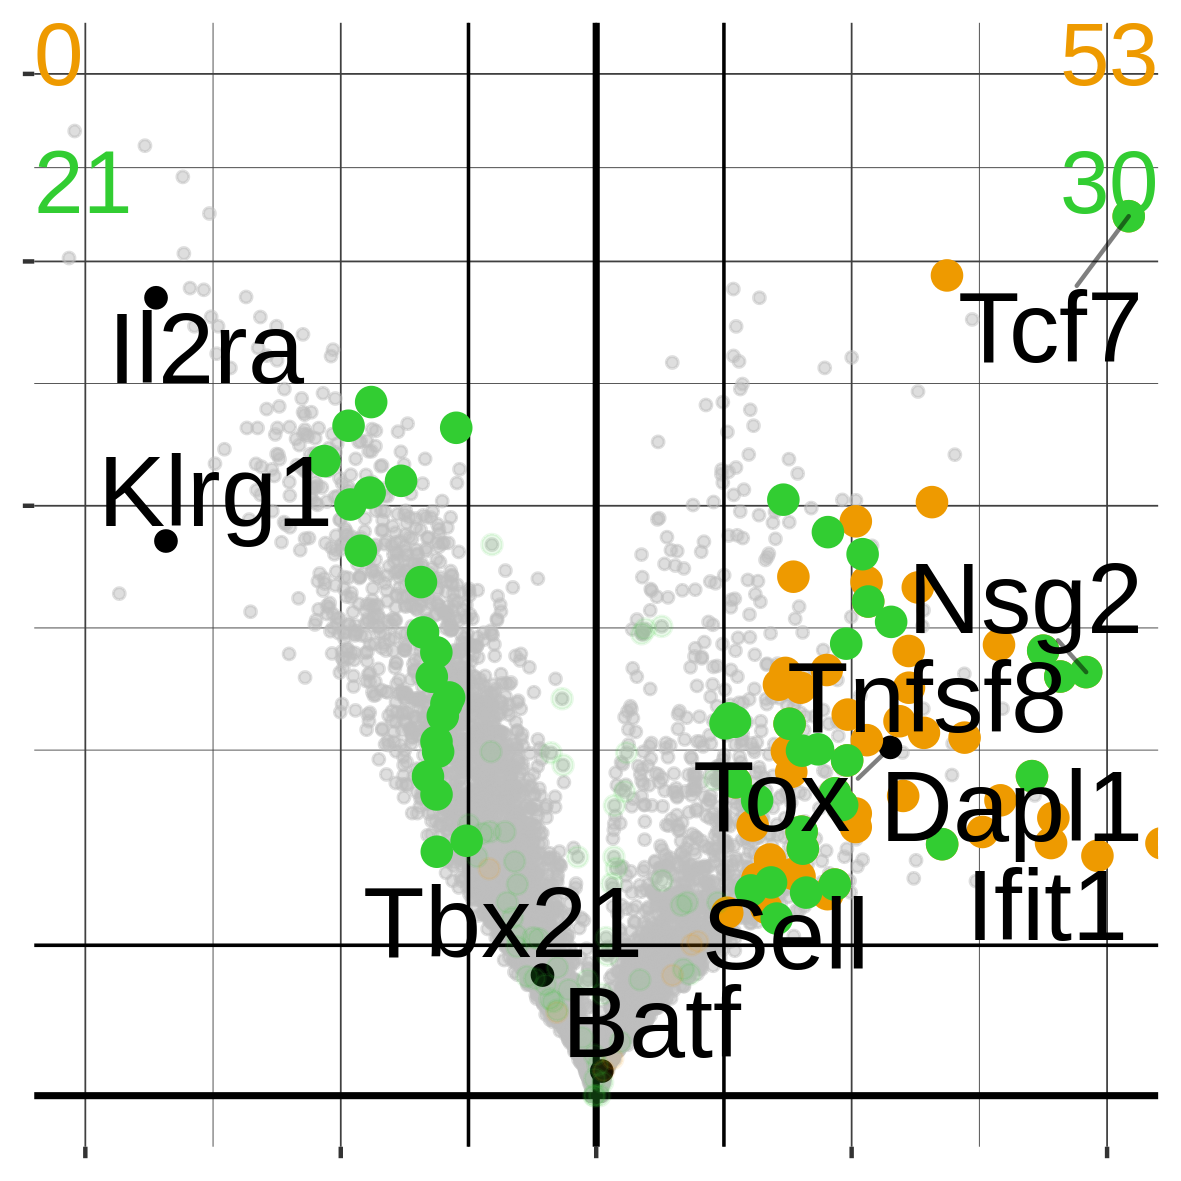 0 53
21 30
Tcf7
Il2ra
Klrg1
Nsg2
Tnfsf8
Tox Dapl1
Tbx21 Sell Ifit1
Batf